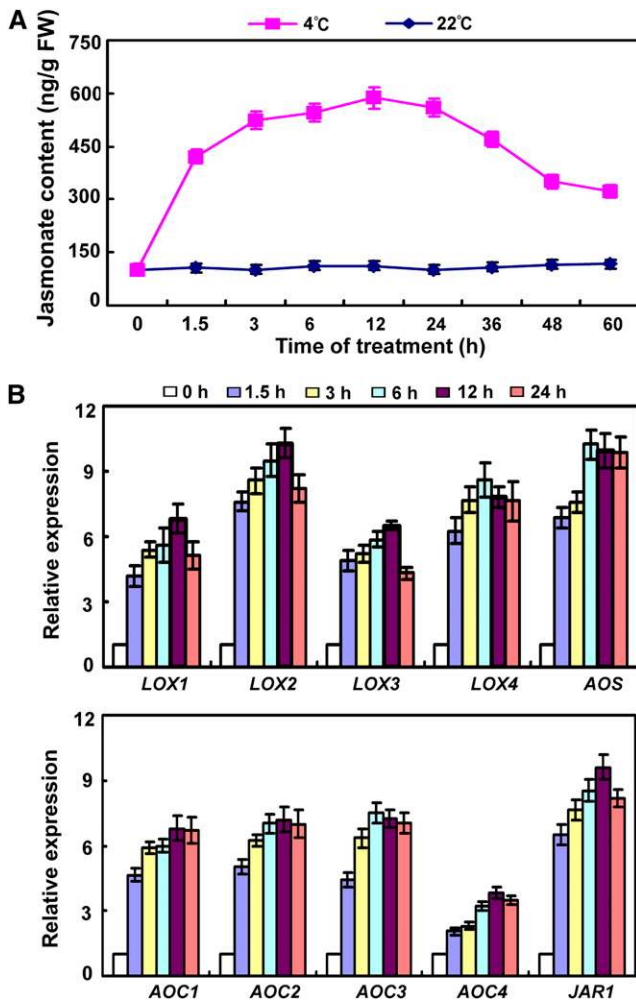 A
4°C 22°C
Jasmonate content (ng/g FW)
750
600
450
300
150
0
0 1.5 3 6 12 24 36 48 60
Time of treatment (h)
B
0 h 1.5 h 3 h 6 h 12 h 24 h
Relative expression
12
9
6
3
0
LOX1 LOX2 LOX3 LOX4 AOS
Relative expression
12
9
6
3
0
AOC1 AOC2 AOC3 AOC4 JAR1